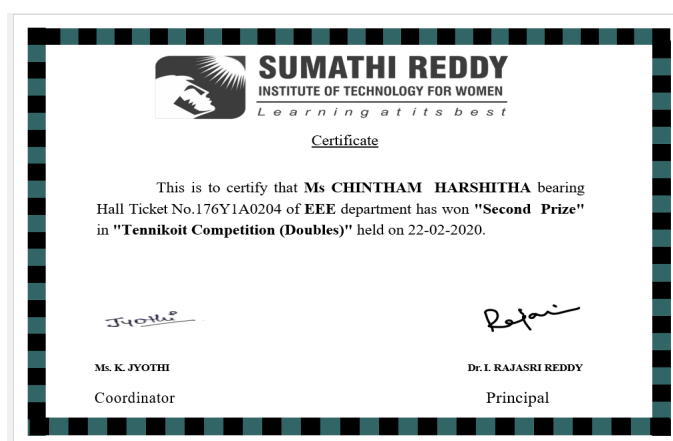 SUMATHI REDDY
INSTITUTE OF TECHNOLOGY FOR WOMEN
Learning at its best
Certificate
This is to certify that Ms CHINTHAM HARSHITHA bearing
Hall Ticket No.176Y1A0204 of EEE department has won "Second Prize"
in "Tennikoit Competition (Doubles)" held on 22-02-2020.
Jyothi
Rajasri
Ms. K. JYOTHI
Dr. I. RAJASRI REDDY
Coordinator
Principal